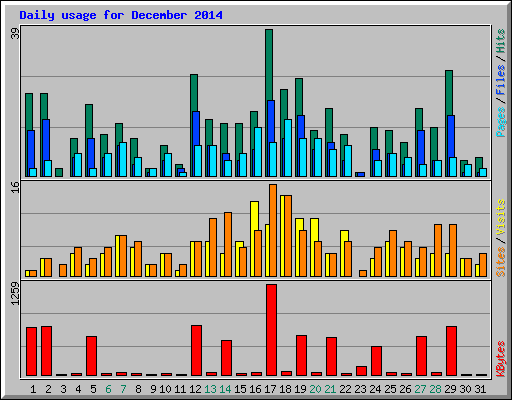 Daily usage for December 2014
39
Pages / Files / Hits
16
Sites / Visits
1259
KBytes
1 2 3 4 5 6 7 8 9 10 11 12 13 14 15 16 17 18 19 20 21 22 23 24 25 26 27 28 29 30 31